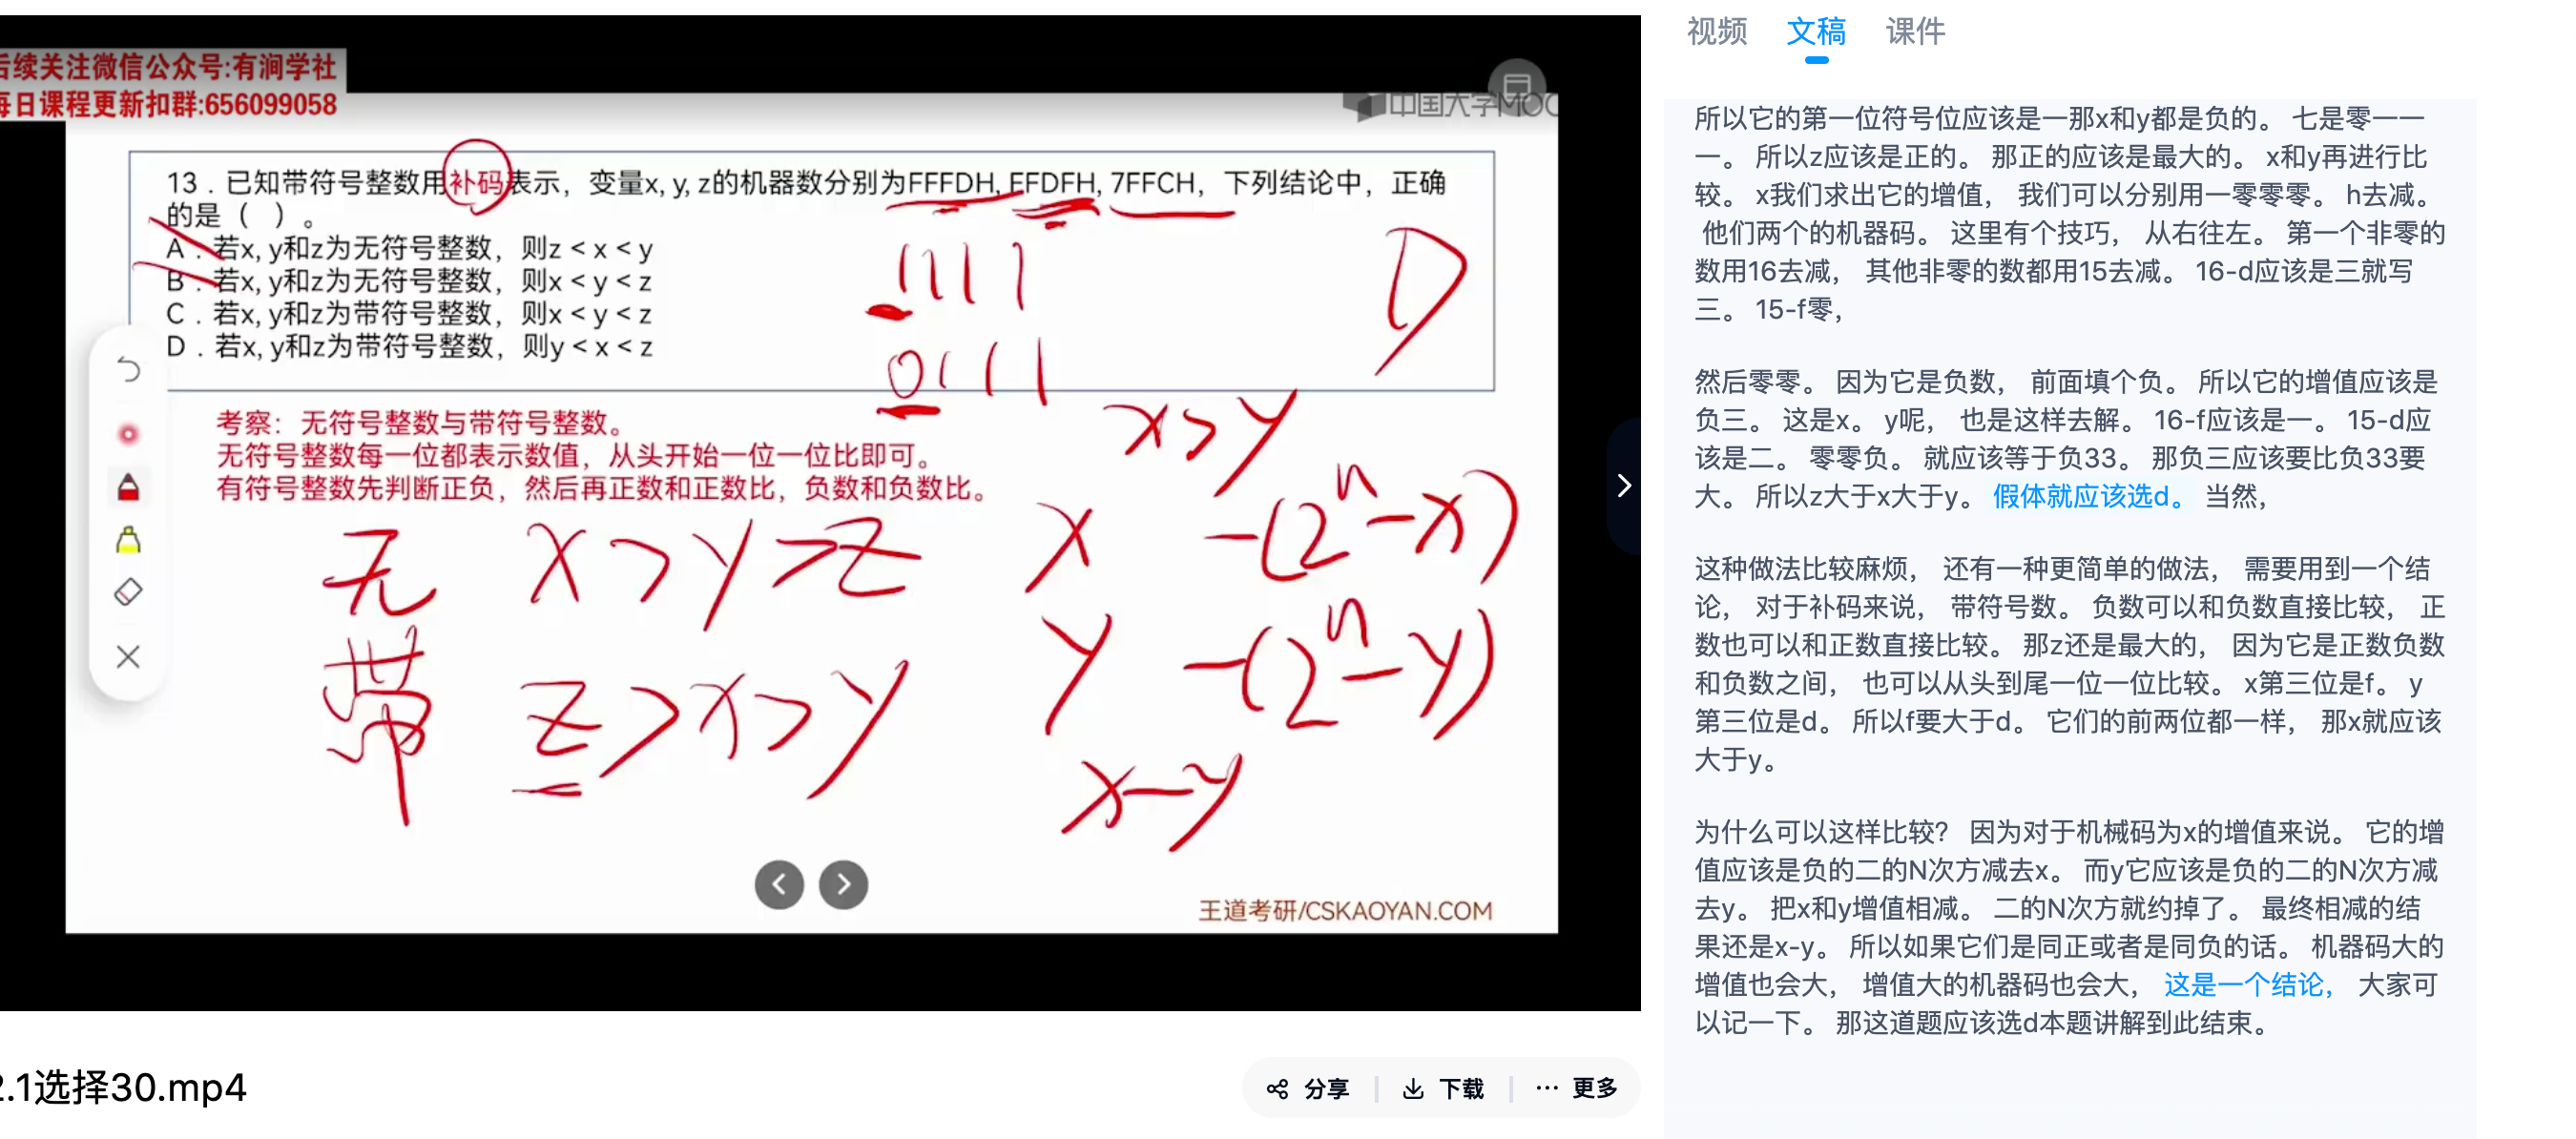 后续关注微信公众号:有涧学社
每日课程更新扣群:656099058
中国大学MOO
13．已知带符号整数用补码表示，变量x, y, z的机器数分别为FFFDH, FFDFH, 7FFCH，下列结论中，正确
的是（ ）。
A．若x, y和z为无符号整数，则z < x < y
B．若x, y和z为无符号整数，则x < y < z
C．若x, y和z为带符号整数，则x < y < z
D．若x, y和z为带符号整数，则y < x < z
1111
D
0111
考察：无符号整数与带符号整数。
无符号整数每一位都表示数值，从头开始一位一位比即可。
有符号整数先判断正负，然后再正数和正数比，负数和负数比。
x>y
无 x>y>z
x -(2^n-x)
y -(2^n-y)
带 z>x>y
x-y
王道考研/CSKAOYAN.COM
2.1选择30.mp4
分享
下载
更多
视频 文稿 课件
所以它的第一位符号位应该是一那x和y都是负的。 七是零一一
一。 所以z应该是正的。 那正的应该是最大的。 x和y再进行比
较。 x我们求出它的增值， 我们可以分别用一零零零。 h去减。
他们两个的机器码。 这里有个技巧， 从右往左。 第一个非零的
数用16去减， 其他非零的数都用15去减。 16-d应该是三就写
三。 15-f零，
然后零零。 因为它是负数， 前面填个负。 所以它的增值应该是
负三。 这是x。 y呢， 也是这样去解。 16-f应该是一。 15-d应
该是二。 零零负。 就应该等于负33。 那负三应该要比负33要
大。 所以z大于x大于y。 假体就应该选d。 当然，
这种做法比较麻烦， 还有一种更简单的做法， 需要用到一个结
论， 对于补码来说， 带符号数。 负数可以和负数直接比较， 正
数也可以和正数直接比较。 那z还是最大的， 因为它是正数负数
和负数之间， 也可以从头到尾一位一位比较。 x第三位是f。 y
第三位是d。 所以f要大于d。 它们的前两位都一样， 那x就应该
大于y。
为什么可以这样比较？ 因为对于机械码为x的增值来说。 它的增
值应该是负的二的N次方减去x。 而y它应该是负的二的N次方减
去y。 把x和y增值相减。 二的N次方就约掉了。 最终相减的结
果还是x-y。 所以如果它们是同正或者是同负的话。 机器码大的
增值也会大， 增值大的机器码也会大， 这是一个结论， 大家可
以记一下。 那这道题应该选d本题讲解到此结束。